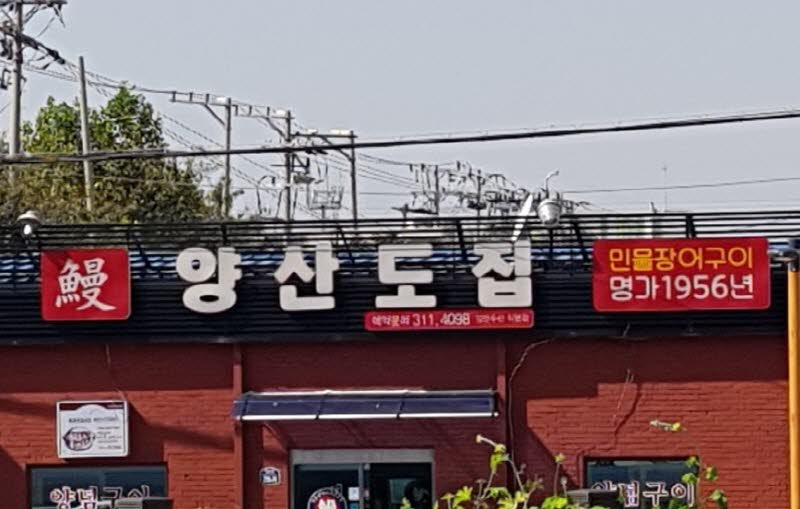 鰻
양산도집
민물장어구이
명가1956년
예약문의 311.4098
양념구이
양념구이